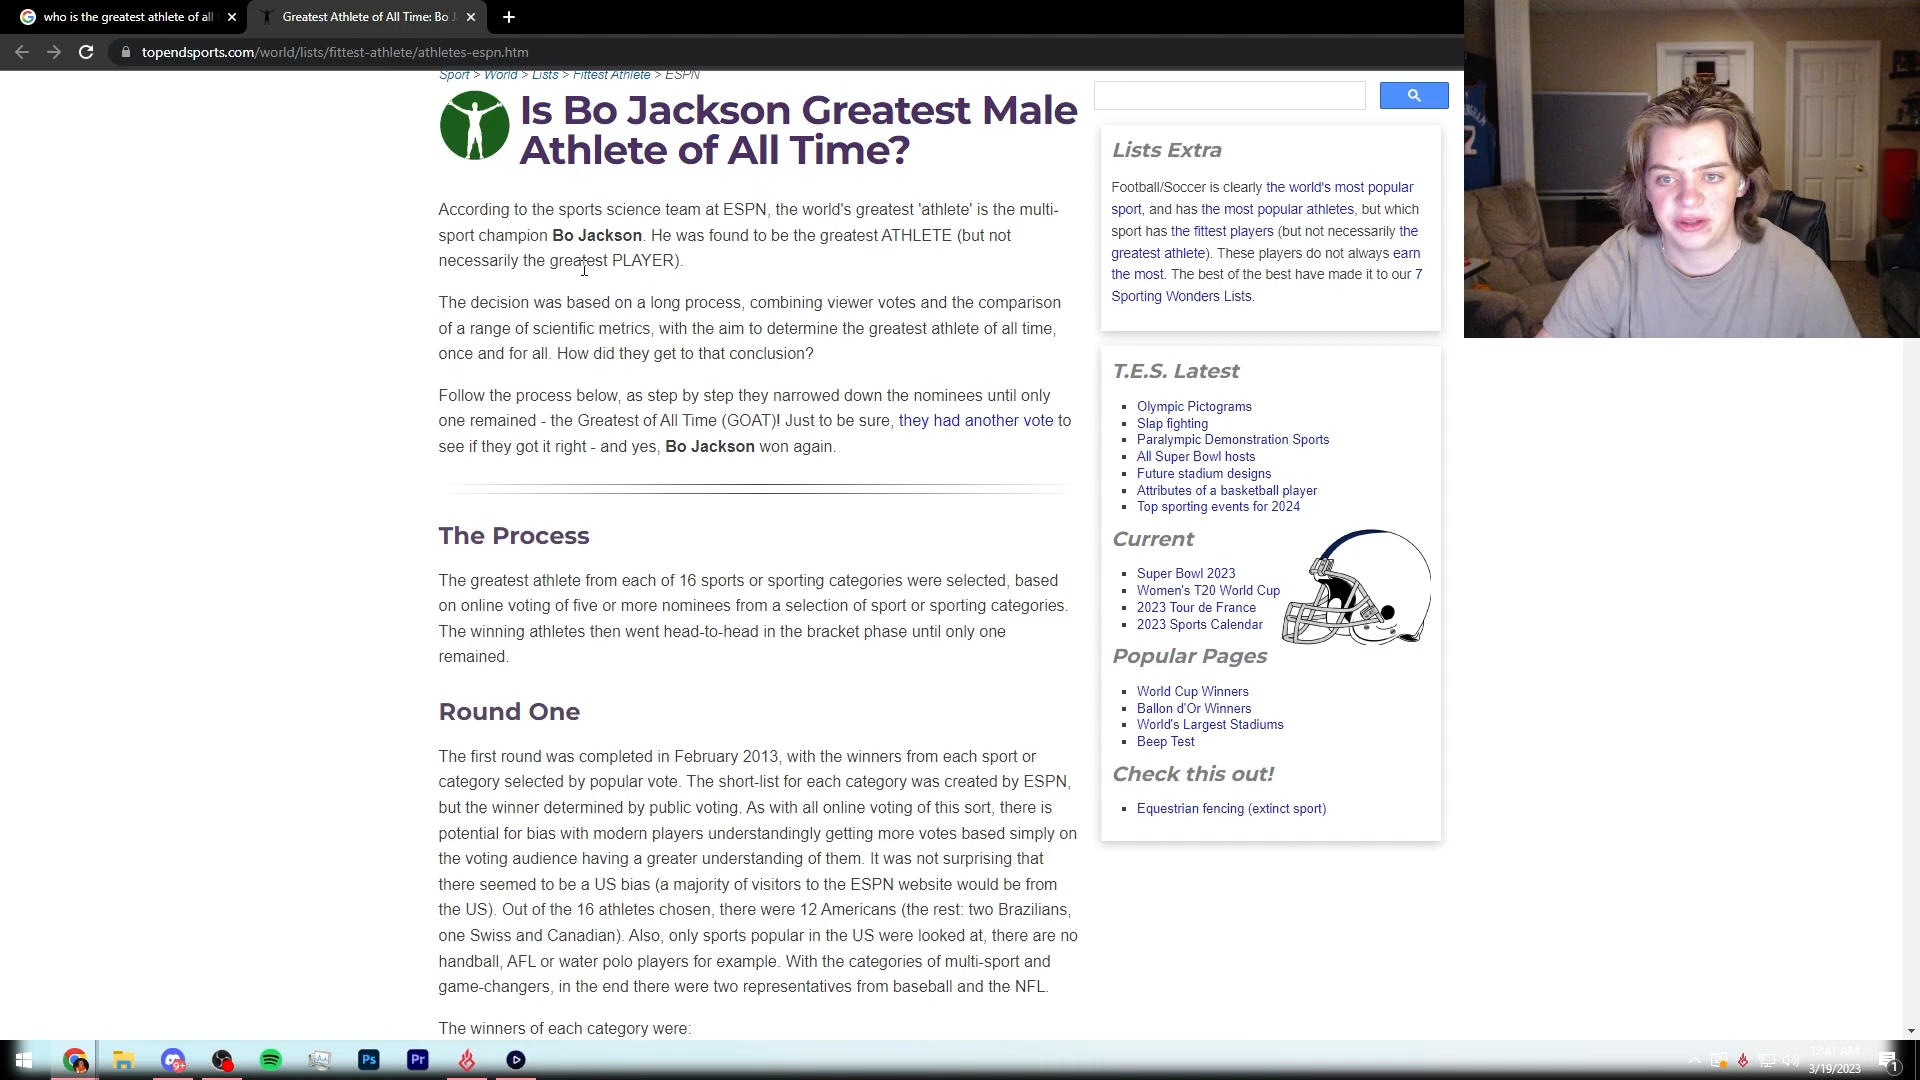 who is the greatest athlete of all
Greatest Athlete of All Time: Bo J
topendsports.com/world/lists/fittest-athlete/athletes-espn.htm
Sport > World > Lists > Fittest Athlete > ESPN
Is Bo Jackson Greatest Male
Athlete of All Time?
According to the sports science team at ESPN, the world's greatest 'athlete' is the multi-
sport champion Bo Jackson. He was found to be the greatest ATHLETE (but not
necessarily the greatest PLAYER).
The decision was based on a long process, combining viewer votes and the comparison
of a range of scientific metrics, with the aim to determine the greatest athlete of all time,
once and for all. How did they get to that conclusion?
Follow the process below, as step by step they narrowed down the nominees until only
one remained - the Greatest of All Time (GOAT)! Just to be sure, they had another vote to
see if they got it right - and yes, Bo Jackson won again.
The Process
The greatest athlete from each of 16 sports or sporting categories were selected, based
on online voting of five or more nominees from a selection of sport or sporting categories.
The winning athletes then went head-to-head in the bracket phase until only one
remained.
Round One
The first round was completed in February 2013, with the winners from each sport or
category selected by popular vote. The short-list for each category was created by ESPN,
but the winner determined by public voting. As with all online voting of this sort, there is
potential for bias with modern players understandingly getting more votes based simply on
the voting audience having a greater understanding of them. It was not surprising that
there seemed to be a US bias (a majority of visitors to the ESPN website would be from
the US). Out of the 16 athletes chosen, there were 12 Americans (the rest: two Brazilians,
one Swiss and Canadian). Also, only sports popular in the US were looked at, there are no
handball, AFL or water polo players for example. With the categories of multi-sport and
game-changers, in the end there were two representatives from baseball and the NFL.
The winners of each category were:
Lists Extra
Football/Soccer is clearly the world's most popular
sport, and has the most popular athletes, but which
sport has the fittest players (but not necessarily the
greatest athlete). These players do not always earn
the most. The best of the best have made it to our 7
Sporting Wonders Lists.
T.E.S. Latest
Olympic Pictograms
Slap fighting
Paralympic Demonstration Sports
All Super Bowl hosts
Future stadium designs
Attributes of a basketball player
Top sporting events for 2024
Current
Super Bowl 2023
Women's T20 World Cup
2023 Tour de France
2023 Sports Calendar
Popular Pages
World Cup Winners
Ballon d'Or Winners
World's Largest Stadiums
Beep Test
Check this out!
Equestrian fencing (extinct sport)
9+
Ps
Pr
12:41 AM
3/19/2023
1